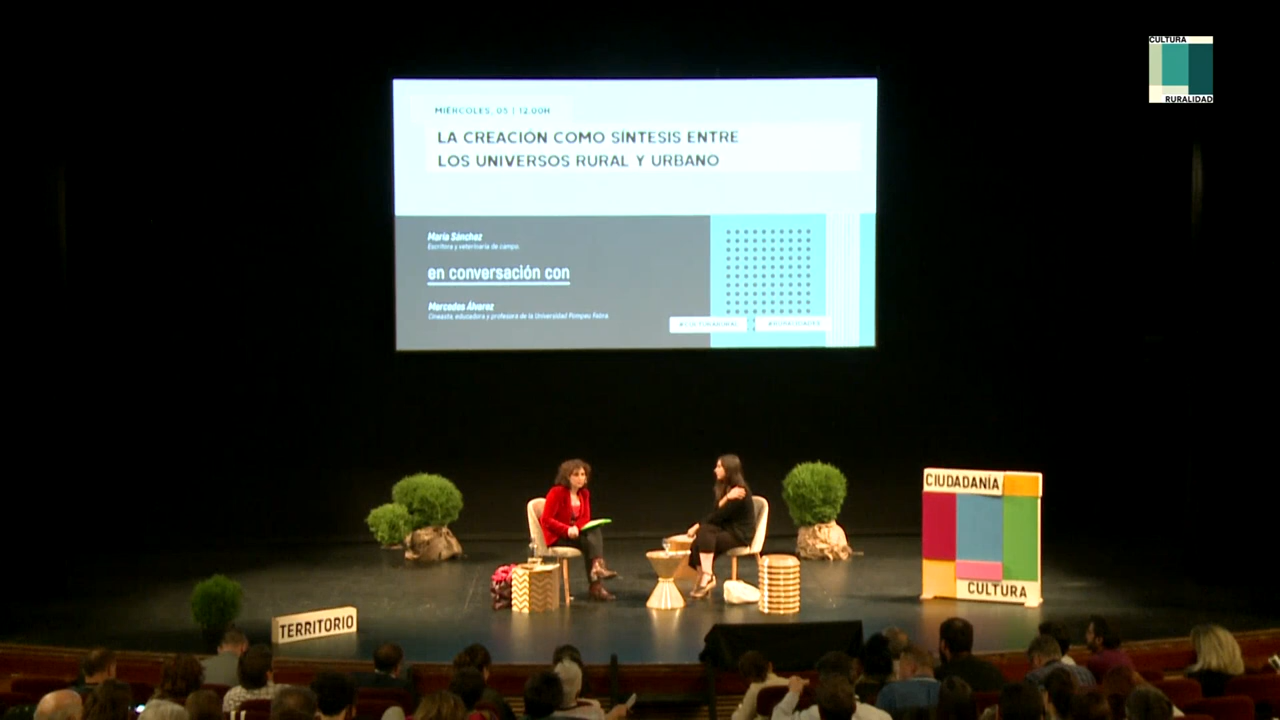 CULTURA
RURALIDAD
MIÉRCOLES, 05 | 12.00H
LA CREACIÓN COMO SÍNTESIS ENTRE
LOS UNIVERSOS RURAL Y URBANO
María Sánchez
Escritora y veterinaria de campo.
en conversación con
Mercedes Álvarez
Cineasta, educadora y profesora de la Universidad Pompeu Fabra.
CIUDADANÍA
CULTURA
TERRITORIO